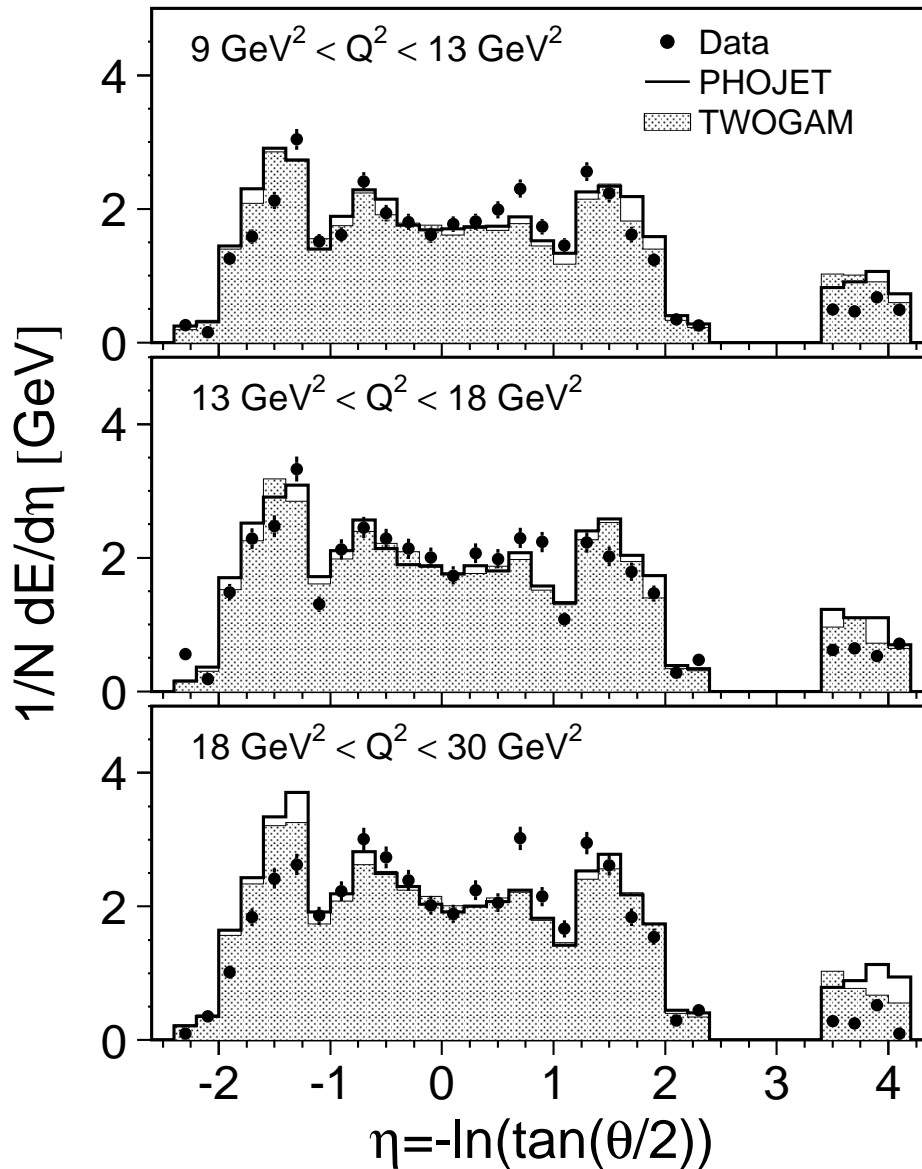 9 GeV² < Q² < 13 GeV²
Data
PHOJET
TWOGAM
4
2
0
13 GeV² < Q² < 18 GeV²
4
2
0
18 GeV² < Q² < 30 GeV²
4
2
0
1/N dE/dη [GeV]
-2 -1 0 1 2 3 4
η=-ln(tan(θ/2))